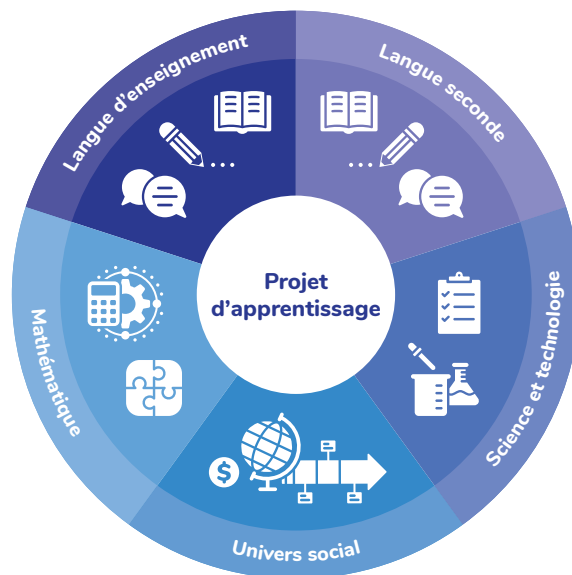 Langue d'enseignement
Langue seconde
Projet
d'apprentissage
Mathématique
Science et technologie
$
Univers social